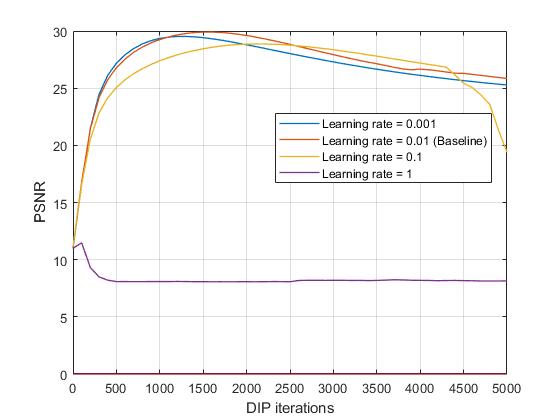 30
25
20
15
10
5
0
PSNR
Learning rate = 0.001
Learning rate = 0.01 (Baseline)
Learning rate = 0.1
Learning rate = 1
0 500 1000 1500 2000 2500 3000 3500 4000 4500 5000
DIP iterations